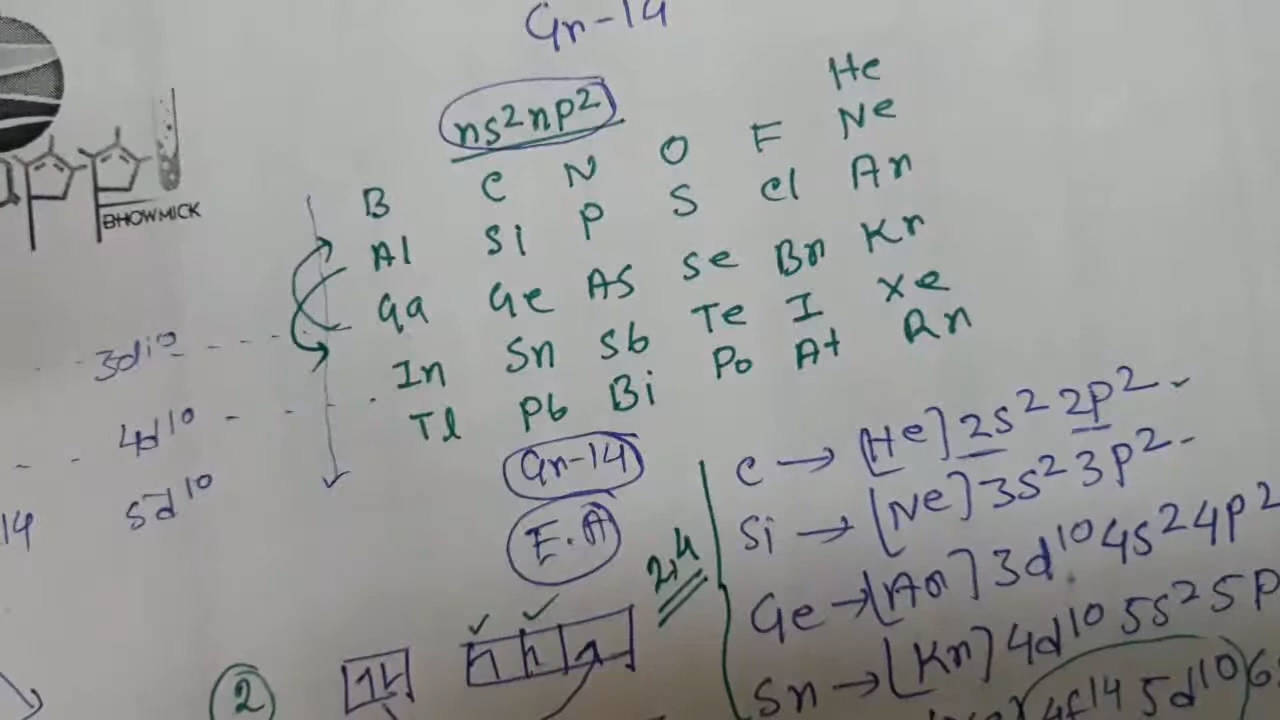 Gr-14
ns²np²
He
B C N O F Ne
Al Si P S Cl Ar
Ga Ge As Se Br Kr
In Sn Sb Te I Xe
Tl Pb Bi Po At Rn
BHOWMICK
3d10
4d10
14 5d10
Gr-14
E.A
2,4
C → [He] 2s² 2p²
Si → [Ne] 3s² 3p²
Ge → [Ar] 3d10 4s² 4p²
Sn → [Kr] 4d10 5s² 5p
4f14 5d10) 6s
2